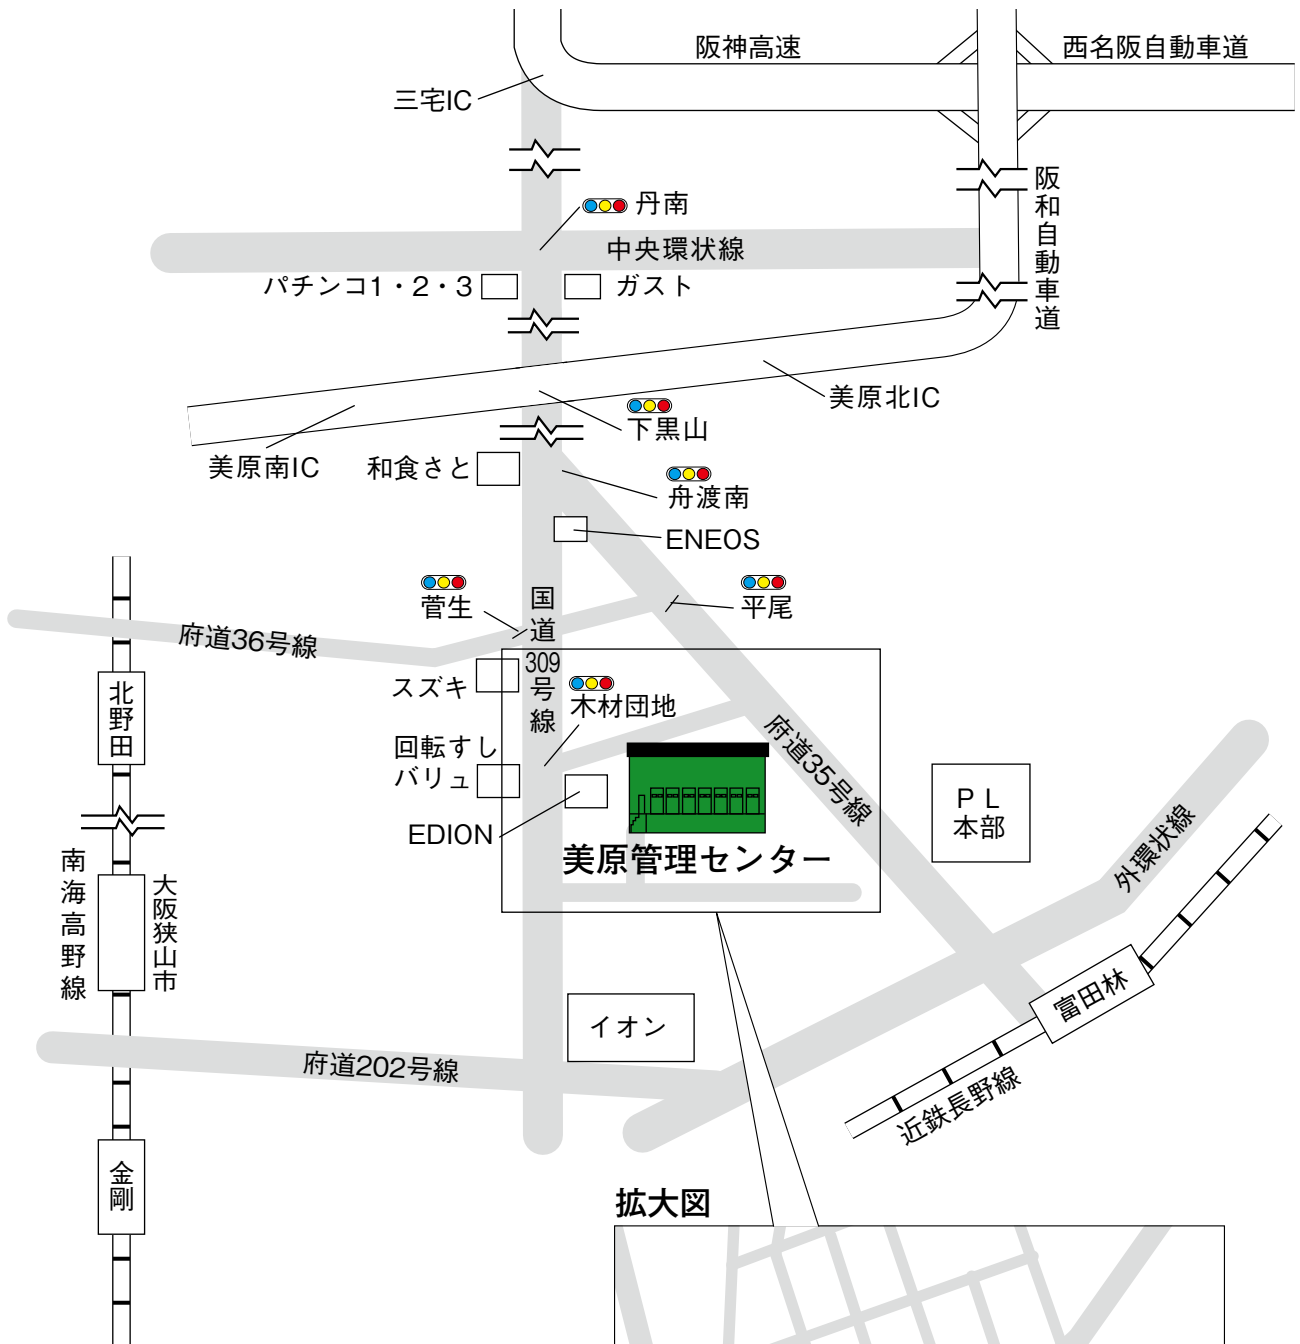 阪神高速
西名阪自動車道
三宅IC
阪和自動車道
丹南
中央環状線
パチンコ1・2・3
ガスト
美原北IC
下黒山
美原南IC
和食さと
舟渡南
ENEOS
菅生
国道309号線
平尾
府道36号線
スズキ
木材団地
北野田
府道35号線
回転すし
バリュ
EDION
PL
本部
外環状線
美原管理センター
南海高野線
大阪狭山市
富田林
イオン
府道202号線
近鉄長野線
金剛
拡大図